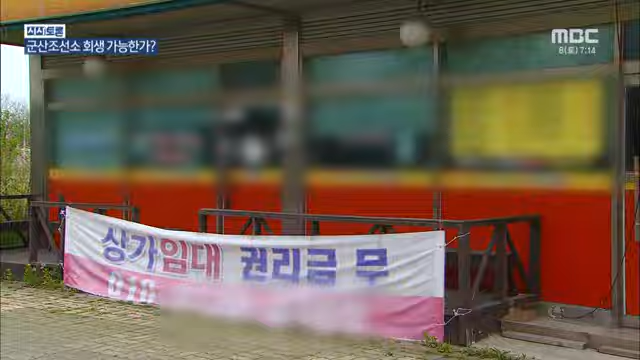 시사토론
군산조선소 회생 가능한가?
MBC
8(토) 7:14
상가임대 권리금 무
010